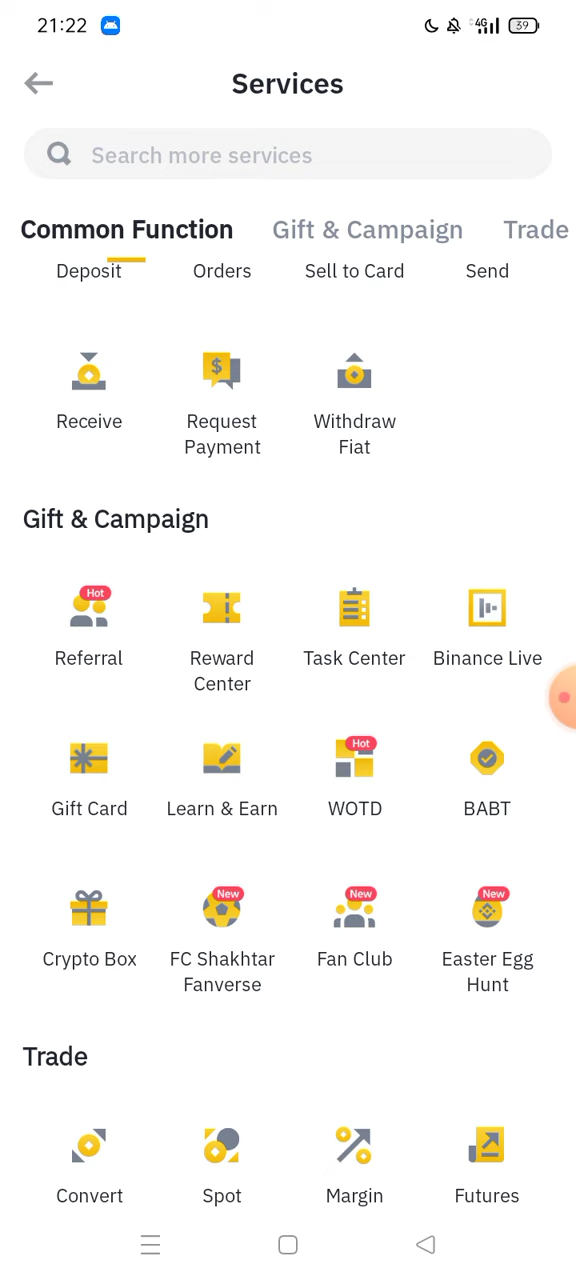 21:22
4G
39
Services
Search more services
Common Function
Gift & Campaign
Trade
Deposit
Orders
Sell to Card
Send
$
Receive
Request
Payment
Withdraw
Fiat
Gift & Campaign
Hot
Referral
Reward
Center
Task Center
Binance Live
Gift Card
Learn & Earn
Hot
WOTD
BABT
Crypto Box
New
FC Shakhtar
Fanverse
New
Fan Club
New
Easter Egg
Hunt
Trade
Convert
Spot
Margin
Futures